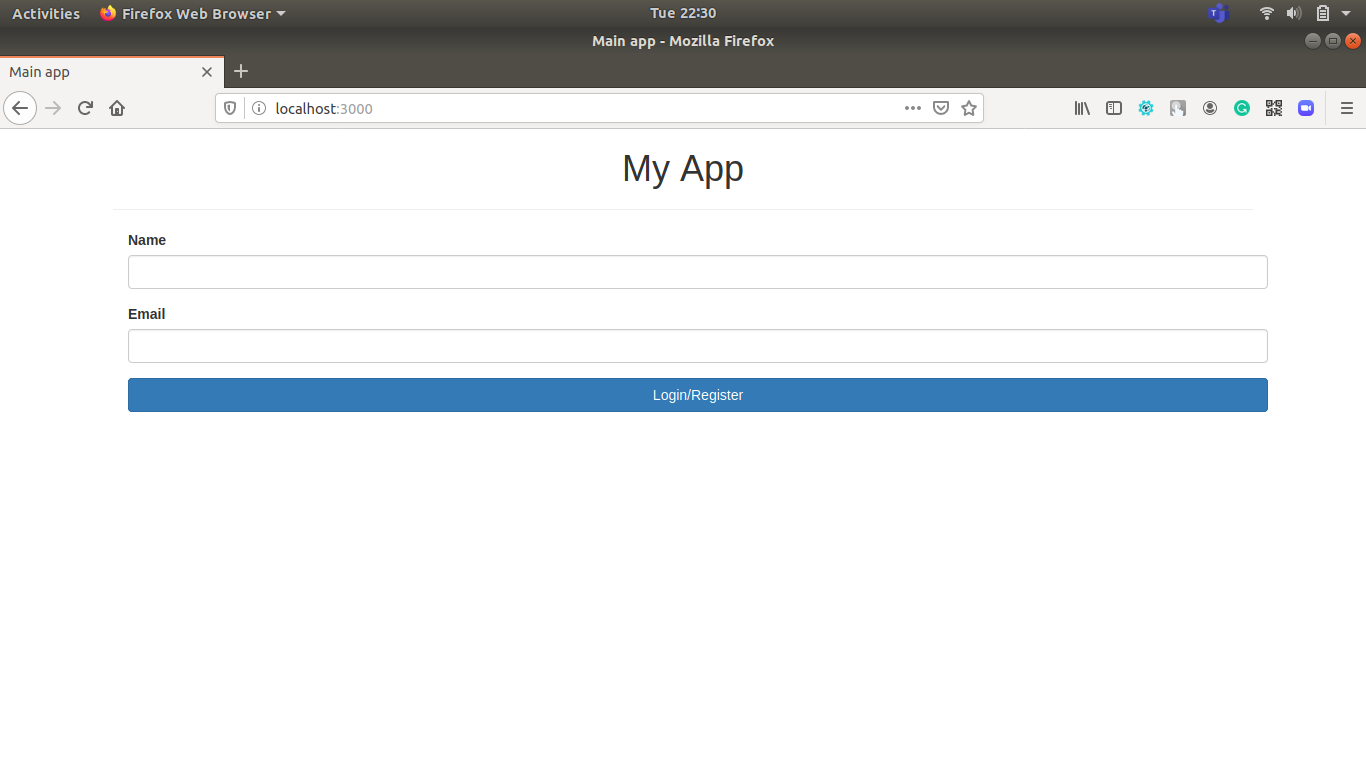 Activities Firefox Web Browser Tue 22:30
Main app - Mozilla Firefox
Main app
localhost:3000
My App
Name
Email
Login/Register